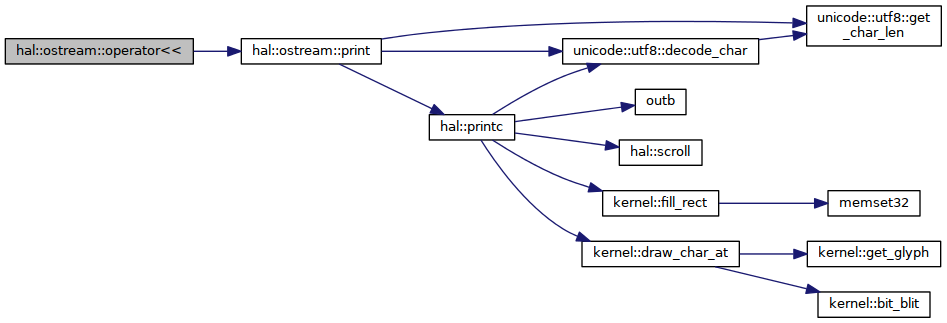 hal::ostream::operator<<
hal::ostream::print
unicode::utf8::get
_char_len
unicode::utf8::decode_char
outb
hal::printc
hal::scroll
kernel::fill_rect
memset32
kernel::draw_char_at
kernel::get_glyph
kernel::bit_blit